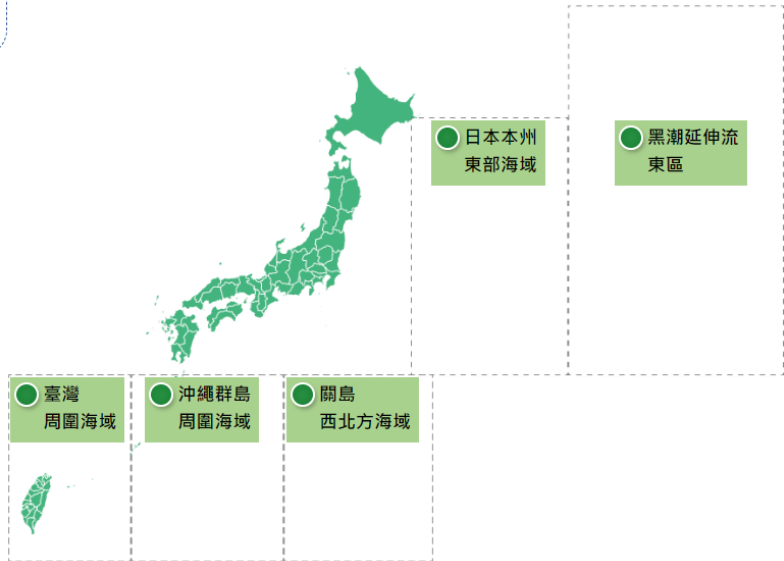 日本本州
東部海域
黑潮延伸流
東區
臺灣
周圍海域
沖繩群島
周圍海域
關島
西北方海域